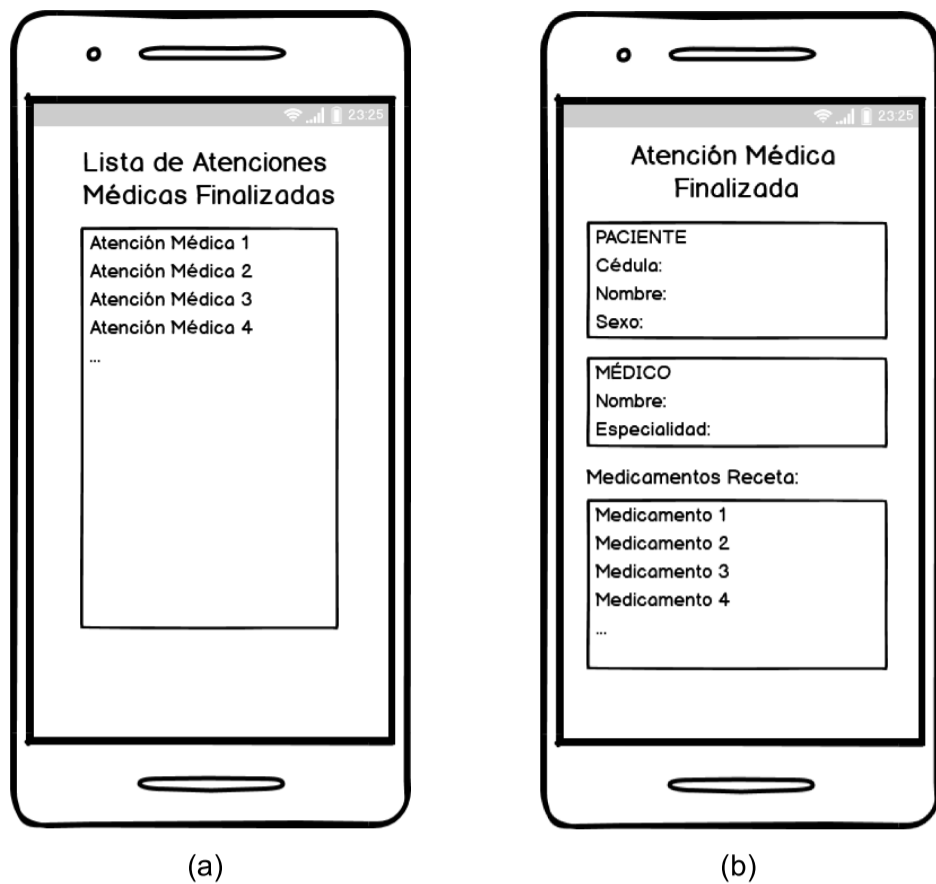 23:25
Lista de Atenciones
Médicas Finalizadas
Atención Médica 1
Atención Médica 2
Atención Médica 3
Atención Médica 4
...
(a)
23:25
Atención Médica
Finalizada
PACIENTE
Cédula:
Nombre:
Sexo:
MÉDICO
Nombre:
Especialidad:
Medicamentos Receta:
Medicamento 1
Medicamento 2
Medicamento 3
Medicamento 4
...
(b)